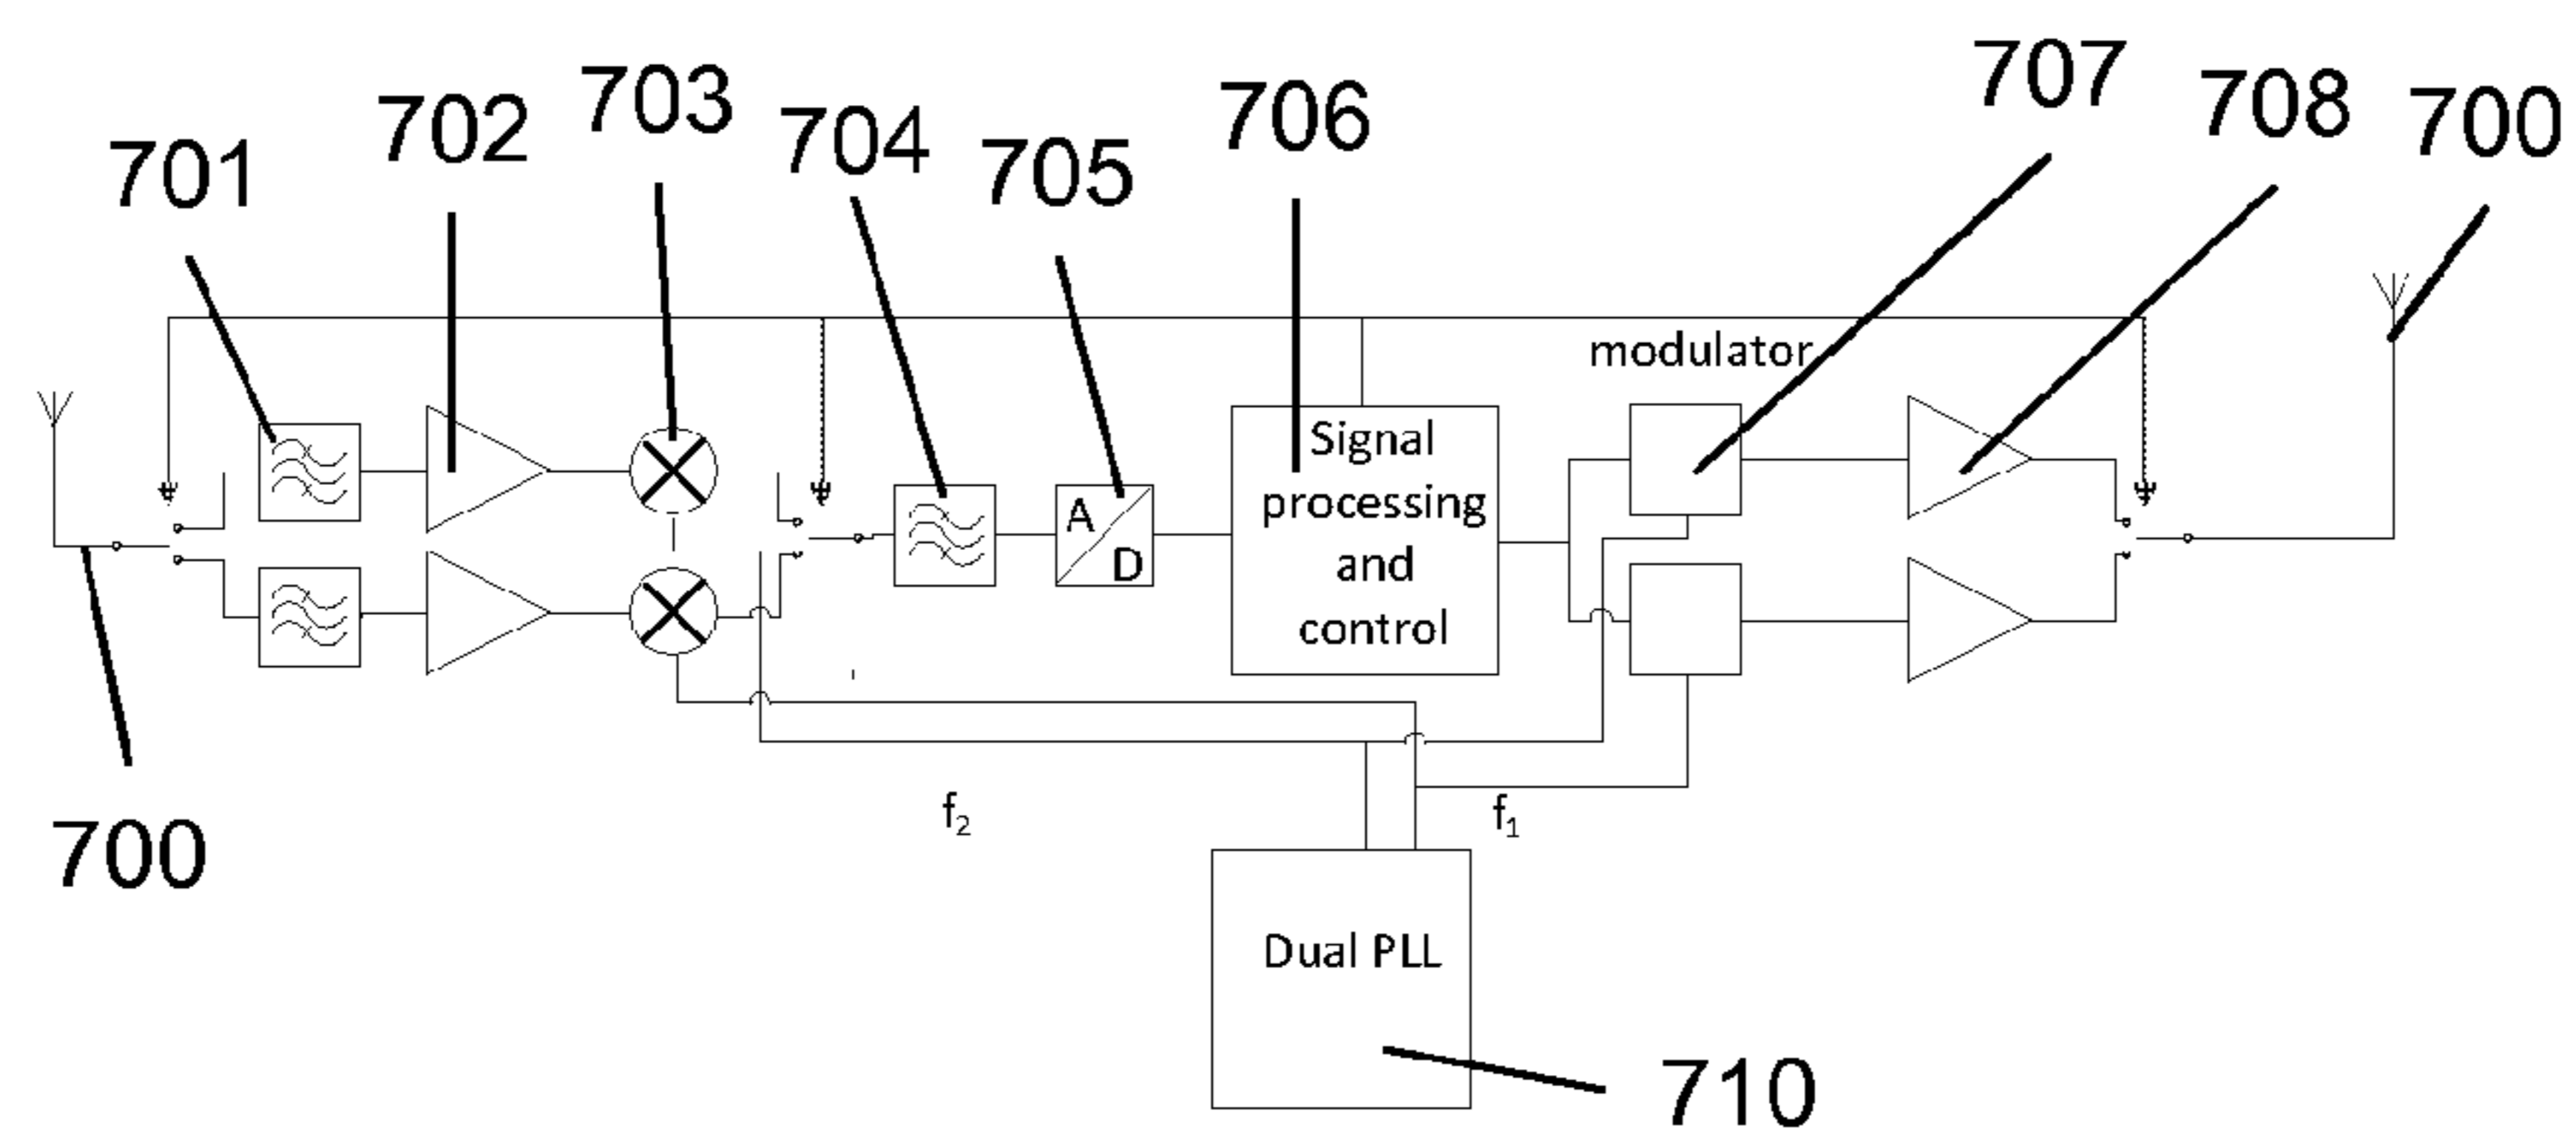 701
702
703
704
705
706
707
708
700
modulator
A
D
Signal
processing
and
control
f2
f1
700
Dual PLL
710